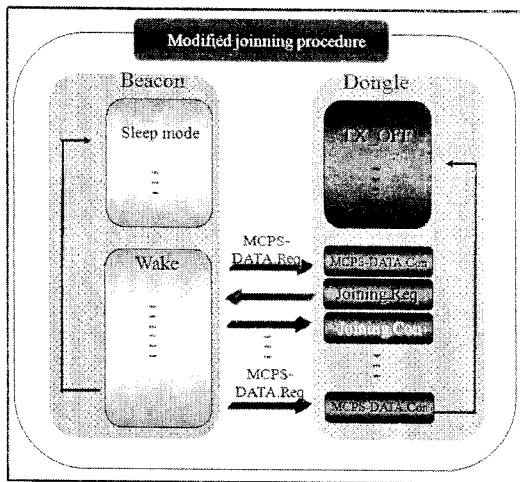 Modified joinning procedure
Beacon
Dongle
Sleep mode
TX_OFF
Wake
MCPS-
DATA.Req
MCPS-DATA.Con
Joining.Req
Joining.Con
MCPS-
DATA.Req
MCPS-DATA.Con